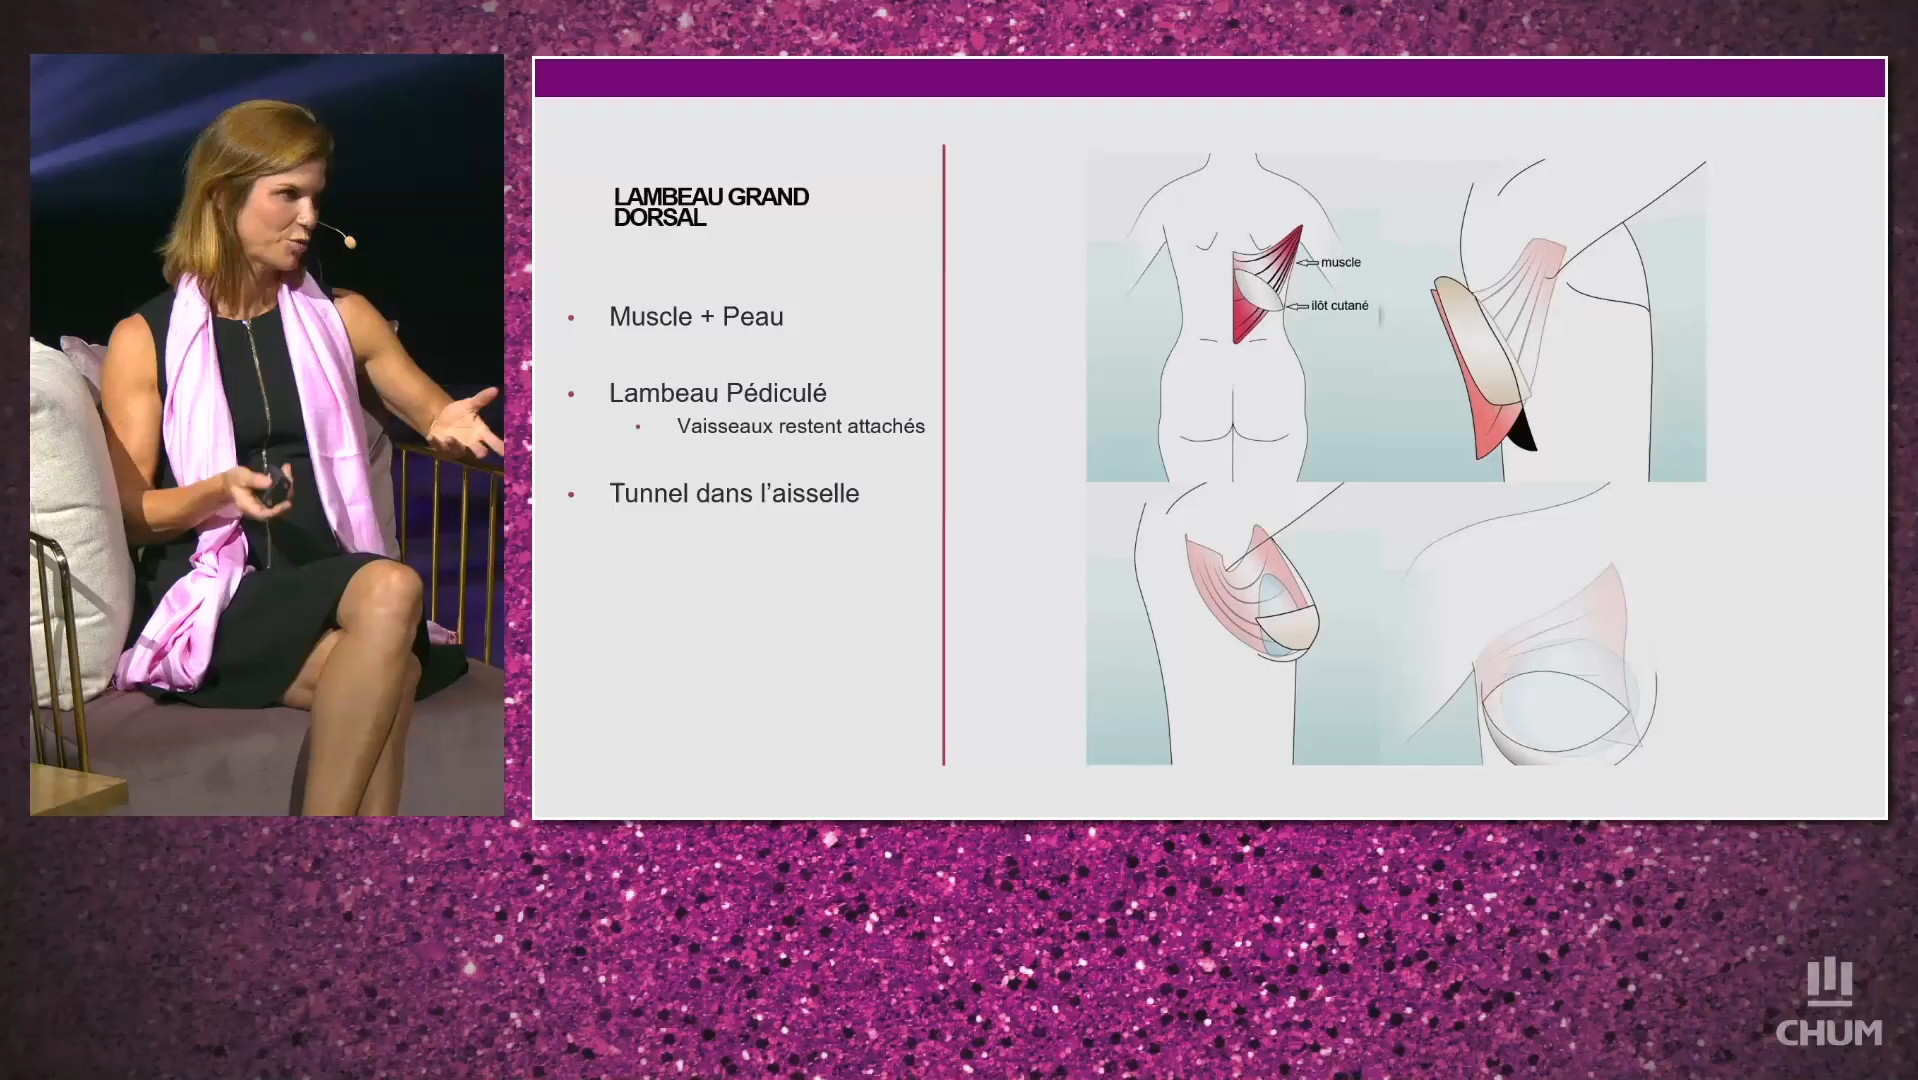 LAMBEAU GRAND
DORSAL
• Muscle + Peau
• Lambeau Pédiculé
• Vaisseaux restent attachés
• Tunnel dans l’aisselle
muscle
ilôt cutané
CHUM